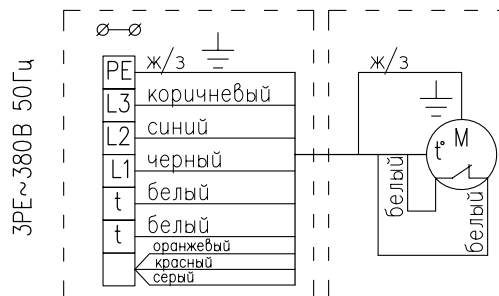 3PE~380В 50Гц
PE ж/з
L3 коричневый
L2 синий
L1 черный
t белый
t белый
оранжевый
красный
серый
ж/з
t° M
белый
белый